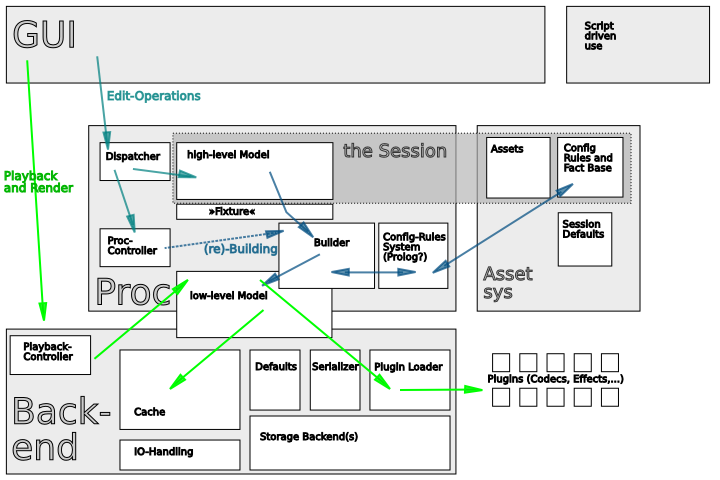 GUI
Script
driven
use
Edit-Operations
Playback
and Render
Dispatcher
high-level Model
the Session
Assets
Config
Rules and
Fact Base
»Fixture«
Proc-
Controller
(re)-Building
Builder
Config-Rules
System
(Prolog?)
Session
Defaults
Proc
low-level Model
Asset
sys
Playback-
Controller
Defaults
Serializer
Plugin Loader
Plugins (Codecs, Effects,...)
Cache
Back-
end
IO-Handling
Storage Backend(s)